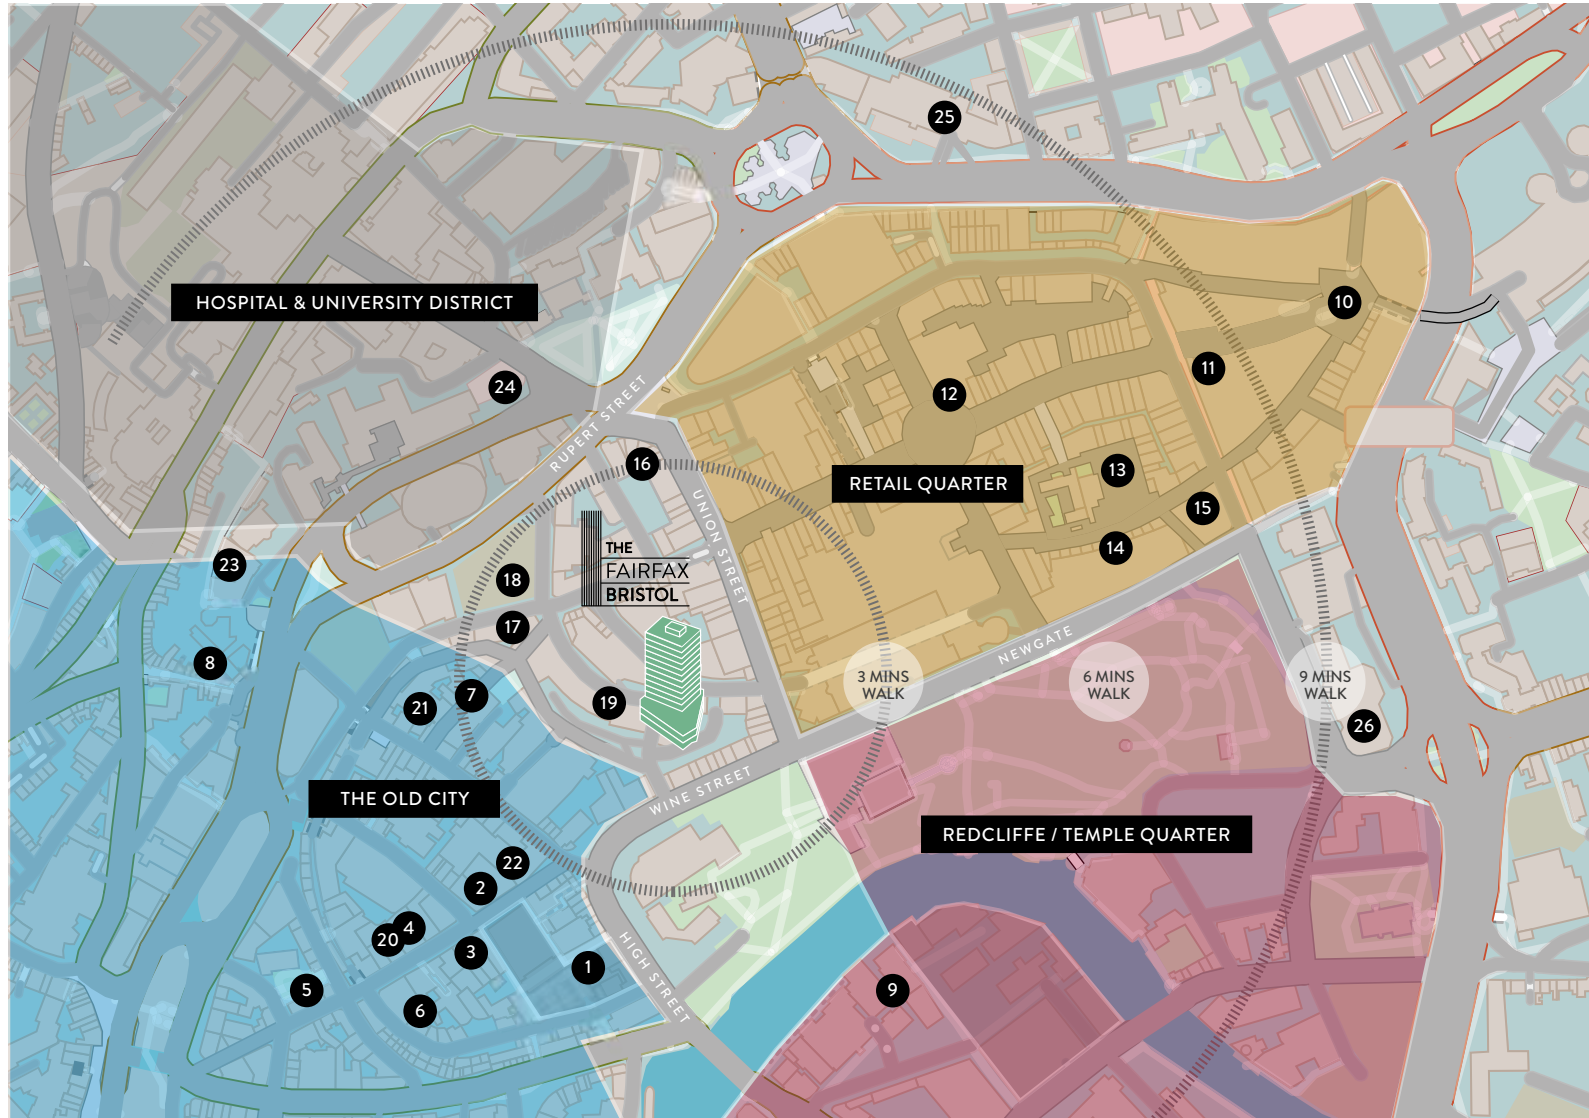 25
HOSPITAL & UNIVERSITY DISTRICT
10
11
24
12
RUPERT STREET
16
13
RETAIL QUARTER
15
UNION STREET
14
THE
FAIRFAX
BRISTOL
23
18
17
NEWGATE
8
3 MINS
WALK
6 MINS
WALK
9 MINS
WALK
7
21
19
26
WINE STREET
THE OLD CITY
REDCLIFFE / TEMPLE QUARTER
22
2
4
20
3
1
HIGH STREET
5
6
9